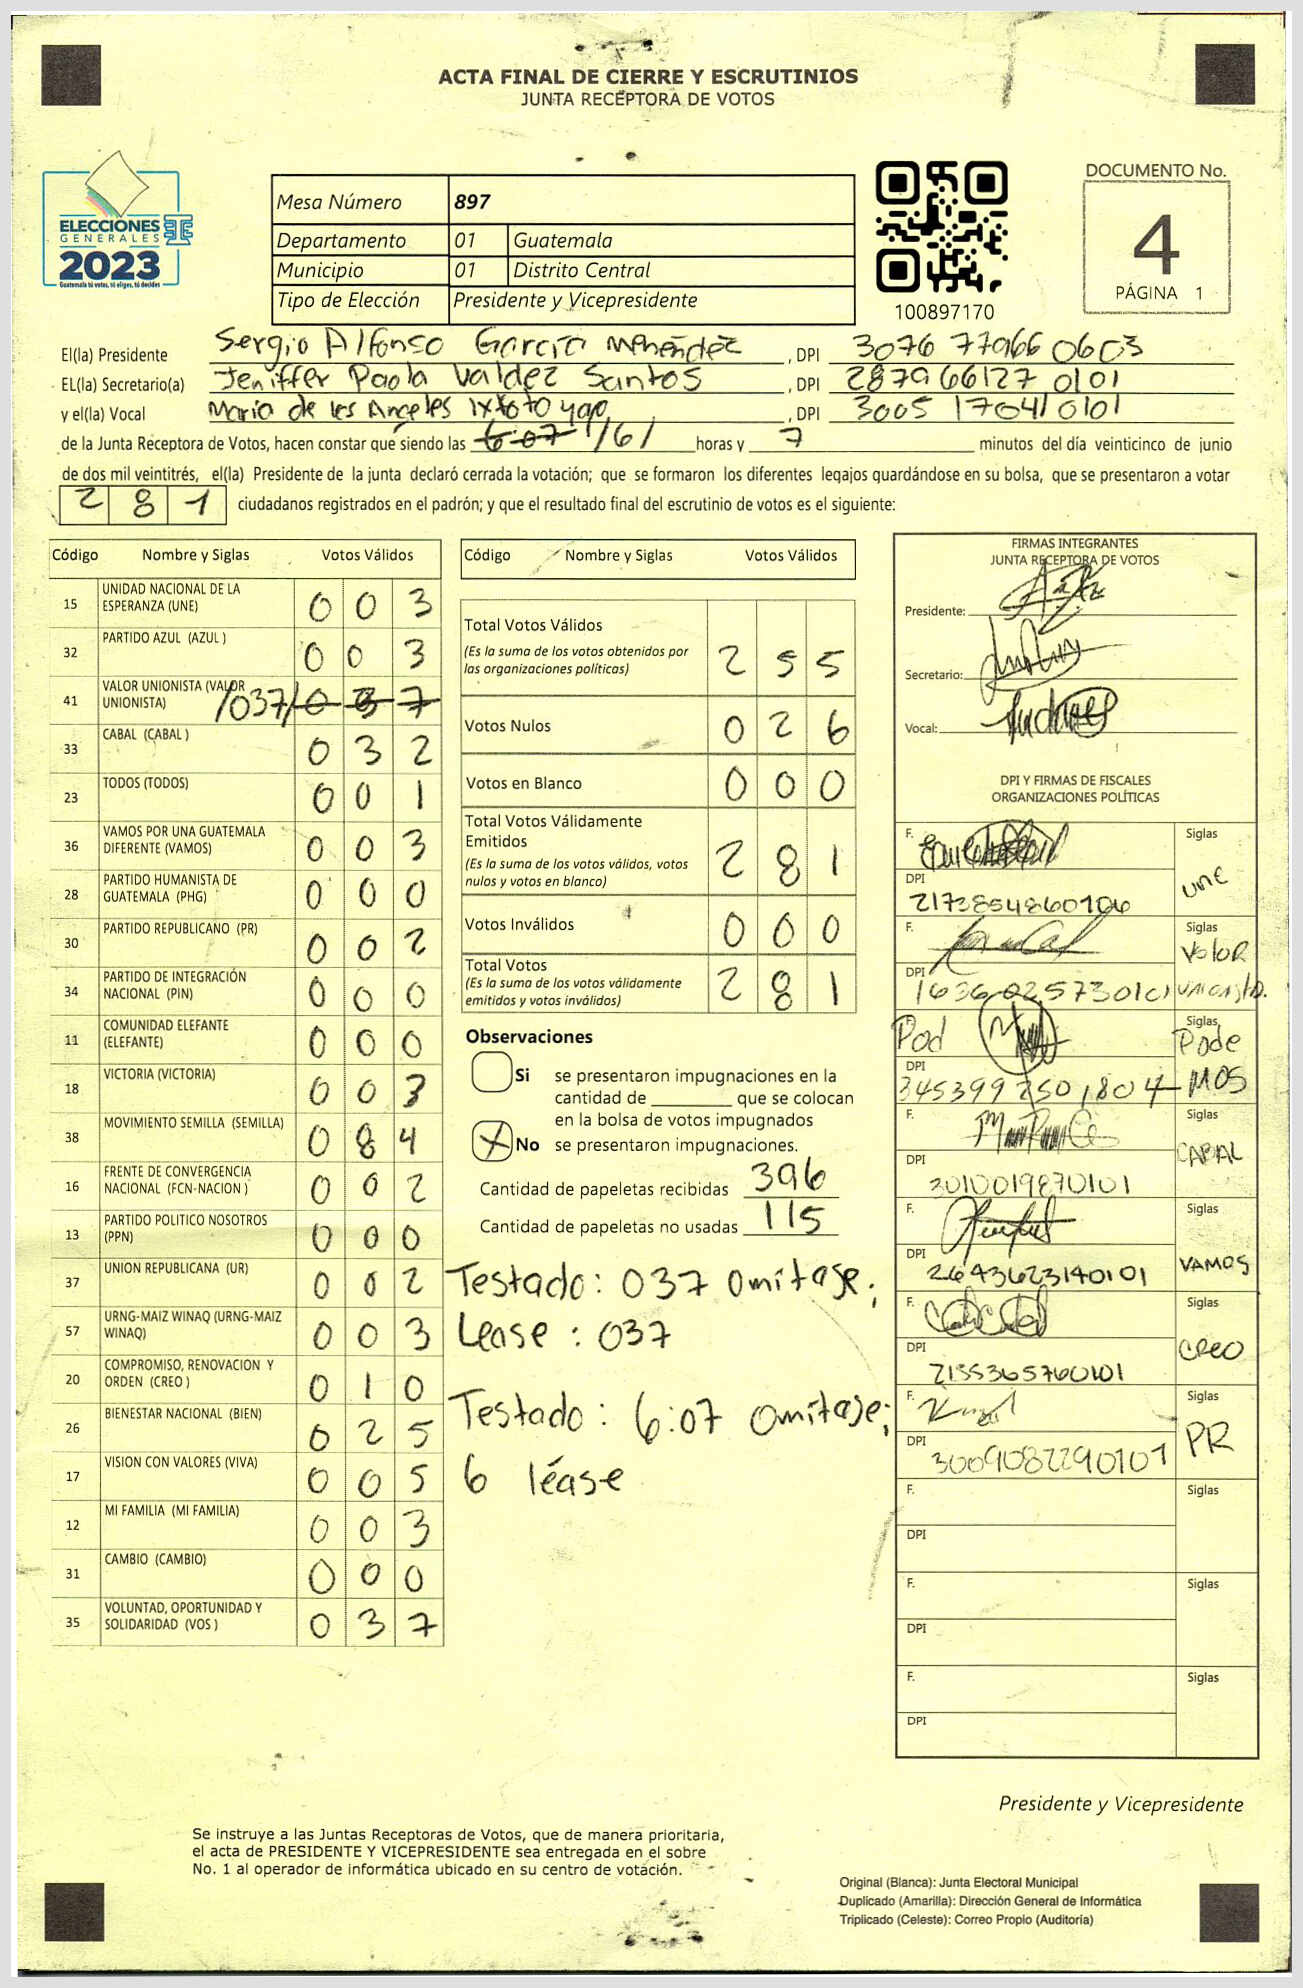 ACTA FINAL DE CIERRE Y ESCRUTINIOS
JUNTA RECEPTORA DE VOTOS
ELECCIONES
GENERALES
2023
Guatemala tú votas, tú eliges, tú decides
Mesa Número 897
Departamento 01 Guatemala
Municipio 01 Distrito Central
Tipo de Elección Presidente y Vicepresidente
100897170
DOCUMENTO No.
4
PÁGINA 1
El(la) Presidente Sergio Alfonso García Menéndez , DPI 3076 77966 0603
EL(la) Secretario(a) Jeniffer Paola Valdez Santos , DPI 2879 66127 0101
y el(la) Vocal María de los Angeles Ixtoto yap , DPI 3005 17041 0101
de la Junta Receptora de Votos, hacen constar que siendo las 6:07 /6/ horas y 7 minutos del día veinticinco de junio
de dos mil veintitrés, el(la) Presidente de la junta declaró cerrada la votación; que se formaron los diferentes legajos guardándose en su bolsa, que se presentaron a votar
281 ciudadanos registrados en el padrón; y que el resultado final del escrutinio de votos es el siguiente:
Código Nombre y Siglas Votos Válidos
15 UNIDAD NACIONAL DE LA ESPERANZA (UNE) 0 0 3
32 PARTIDO AZUL (AZUL ) 0 0 3
41 VALOR UNIONISTA (VALOR UNIONISTA) /037/ 0 3 7
33 CABAL (CABAL ) 0 3 2
23 TODOS (TODOS) 0 0 1
36 VAMOS POR UNA GUATEMALA DIFERENTE (VAMOS) 0 0 3
28 PARTIDO HUMANISTA DE GUATEMALA (PHG) 0 0 0
30 PARTIDO REPUBLICANO (PR) 0 0 2
34 PARTIDO DE INTEGRACIÓN NACIONAL (PIN) 0 0 0
11 COMUNIDAD ELEFANTE (ELEFANTE) 0 0 0
18 VICTORIA (VICTORIA) 0 0 3
38 MOVIMIENTO SEMILLA (SEMILLA) 0 8 4
16 FRENTE DE CONVERGENCIA NACIONAL (FCN-NACION ) 0 0 2
13 PARTIDO POLITICO NOSOTROS (PPN) 0 0 0
37 UNION REPUBLICANA (UR) 0 0 2
57 URNG-MAIZ WINAQ (URNG-MAIZ WINAQ) 0 0 3
20 COMPROMISO, RENOVACION Y ORDEN (CREO ) 0 1 0
26 BIENESTAR NACIONAL (BIEN) 0 2 5
17 VISION CON VALORES (VIVA) 0 0 5
12 MI FAMILIA (MI FAMILIA) 0 0 3
31 CAMBIO (CAMBIO) 0 0 0
35 VOLUNTAD, OPORTUNIDAD Y SOLIDARIDAD (VOS ) 0 3 7
Código Nombre y Siglas Votos Válidos
Total Votos Válidos 2 5 5
(Es la suma de los votos obtenidos por
las organizaciones políticas)
Votos Nulos 0 2 6
Votos en Blanco 0 0 0
Total Votos Válidamente
Emitidos 2 8 1
(Es la suma de los votos válidos, votos
nulos y votos en blanco)
Votos Inválidos 0 0 0
Total Votos 2 8 1
(Es la suma de los votos válidamente
emitidos y votos inválidos)
Observaciones
Si se presentaron impugnaciones en la
cantidad de ________ que se colocan
en la bolsa de votos impugnados
X No se presentaron impugnaciones.
Cantidad de papeletas recibidas 396
Cantidad de papeletas no usadas 115
Testado: 037 omitase;
Lease: 037
Testado: 6:07 omitase;
6 léase
FIRMAS INTEGRANTES
JUNTA RECEPTORA DE VOTOS
Presidente:
Secretario:
Vocal:
DPI Y FIRMAS DE FISCALES
ORGANIZACIONES POLÍTICAS
F. Siglas
DPI UNE
2173854860106
F. Siglas
DPI Valor
1636025730101 Unionista.
Siglas
Pode
DPI MOS
3453992501804
F. Siglas
DPI CABAL
3010019870101
F. Siglas
DPI VAMOS
2643623140101
F. Siglas
DPI CREO
2135365760101
F. Siglas
DPI PR
3009082290101
F. Siglas
DPI
F. Siglas
DPI
F. Siglas
DPI
Presidente y Vicepresidente
Se instruye a las Juntas Receptoras de Votos, que de manera prioritaria,
el acta de PRESIDENTE Y VICEPRESIDENTE sea entregada en el sobre
No. 1 al operador de informática ubicado en su centro de votación.
Original (Blanca): Junta Electoral Municipal
Duplicado (Amarilla): Dirección General de Informática
Triplicado (Celeste): Correo Propio (Auditoría)